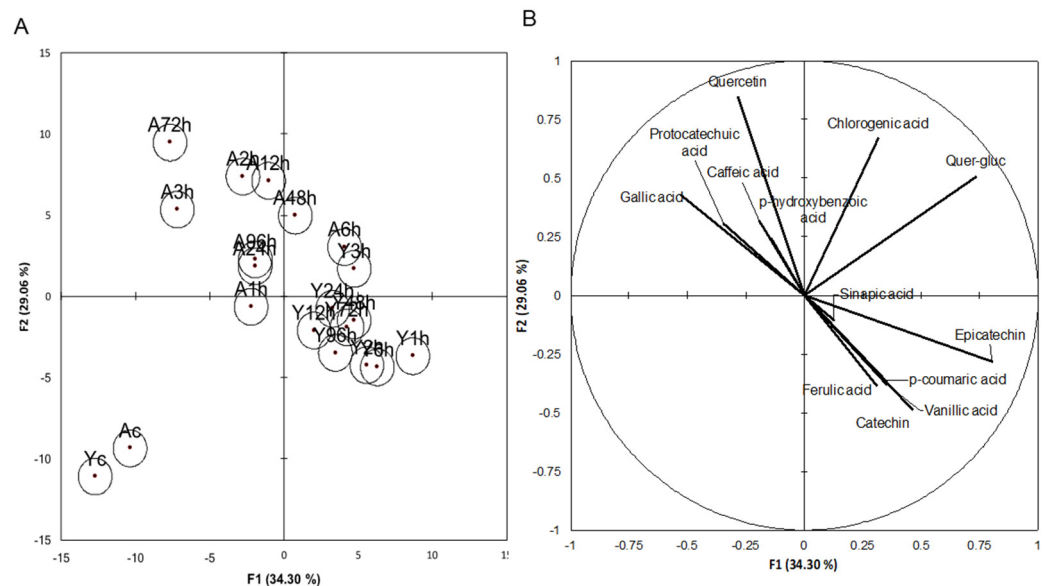 A
15
10
5
0
-5
-10
-15
-15
-10
-5
0
5
10
15
F2 (29.06 %)
F1 (34.30 %)
A72h
A2h
A12h
A3h
A48h
A6h
A96h
A24h
Y3h
A1h
Y24h
Y48h
Y12h
Y72h
Y96h
Y2h
Y6h
Y1h
Ac
Yc
B
1
0.75
0.5
0.25
0
-0.25
-0.5
-0.75
-1
-1
-0.75
-0.5
-0.25
0
0.25
0.5
0.75
1
F2 (29.06 %)
F1 (34.30 %)
Quercetin
Chlorogenic acid
Protocatechuic
acid
Caffeic acid
Quer-gluc
Gallic acid
p-hydroxybenzoic
acid
Sinapic acid
Epicatechin
p-coumaric acid
Ferulic acid
Vanillic acid
Catechin